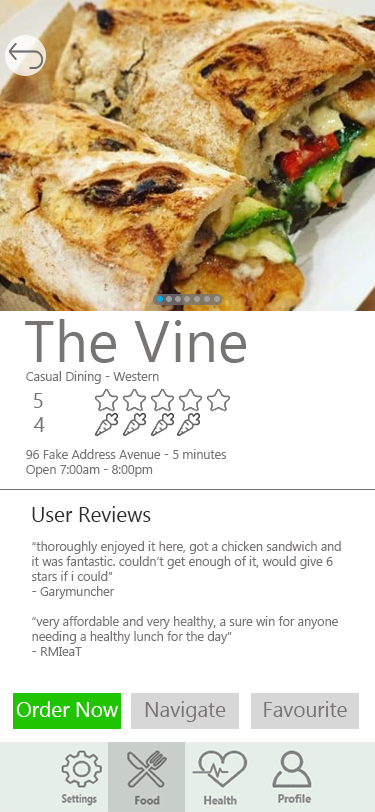 The Vine
Casual Dining - Western
5
4
96 Fake Address Avenue - 5 minutes
Open 7:00am - 8:00pm
User Reviews
“thoroughly enjoyed it here, got a chicken sandwich and
it was fantastic. couldn’t get enough of it, would give 6
stars if i could”
- Garymuncher
“very affordable and very healthy, a sure win for anyone
needing a healthy lunch for the day”
- RMIeaT
Order Now Navigate Favourite
Settings Food Health Profile